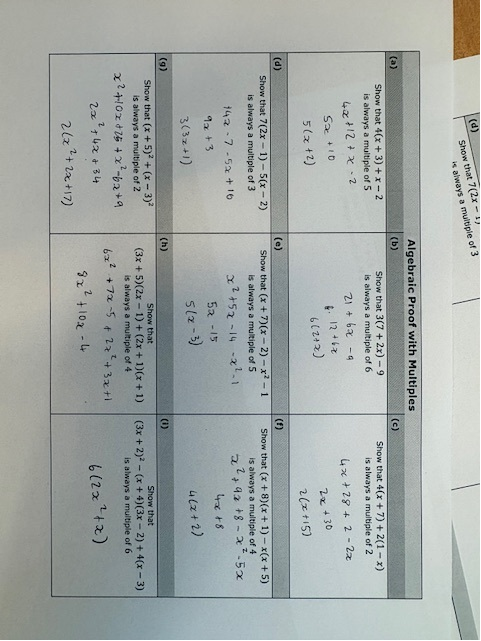 (d)
Show that 7(2x − 1)
is always a multiple of 3
Algebraic Proof with Multiples
(a)
Show that 4(x + 3) + x − 2
is always a multiple of 5
4x + 12 + x − 2
5x + 10
5(x + 2)
(b)
Show that 3(7 + 2x) − 9
is always a multiple of 6
21 + 6x − 9
12 + 6x
6(2+x)
(c)
Show that 4(x + 7) + 2(1 − x)
is always a multiple of 2
4x + 28 + 2 − 2x
2x + 30
2(x+15)
(d)
Show that 7(2x − 1) − 5(x − 2)
is always a multiple of 3
14x − 7 − 5x + 10
9x + 3
3(3x+1)
(e)
Show that (x + 7)(x − 2) − x² − 1
is always a multiple of 5
x² + 5x − 14 − x² − 1
5x − 15
5(x − 3)
(f)
Show that (x + 8)(x + 1) − x(x + 5)
is always a multiple of 4
x² + 9x + 8 − x² − 5x
4x + 8
4(x+2)
(g)
Show that (x + 5)² + (x − 3)²
is always a multiple of 2
x² + 10x + 25 + x² − 6x + 9
2x² + 4x + 34
2(x² + 2x + 17)
(h)
Show that
(3x + 5)(2x − 1) + (2x + 1)(x + 1)
is always a multiple of 4
6x² + 7x − 5 + 2x² + 3x + 1
8x² + 10x − 4
(i)
Show that
(3x + 2)² − (x + 4)(3x − 2) + 4(x − 3)
is always a multiple of 6
6(2x² + x)